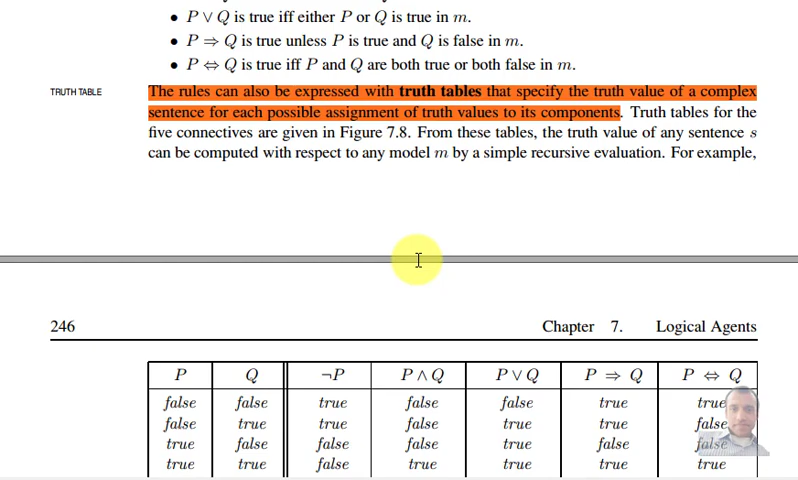 • P ∨ Q is true iff either P or Q is true in m.
• P ⇒ Q is true unless P is true and Q is false in m.
• P ⇔ Q is true iff P and Q are both true or both false in m.
TRUTH TABLE The rules can also be expressed with truth tables that specify the truth value of a complex
sentence for each possible assignment of truth values to its components. Truth tables for the
five connectives are given in Figure 7.8. From these tables, the truth value of any sentence s
can be computed with respect to any model m by a simple recursive evaluation. For example,
246 Chapter 7. Logical Agents
P Q ¬P P ∧ Q P ∨ Q P ⇒ Q P ⇔ Q
false false true false false true true
false true true false true true false
true false false false true false false
true true false true true true true